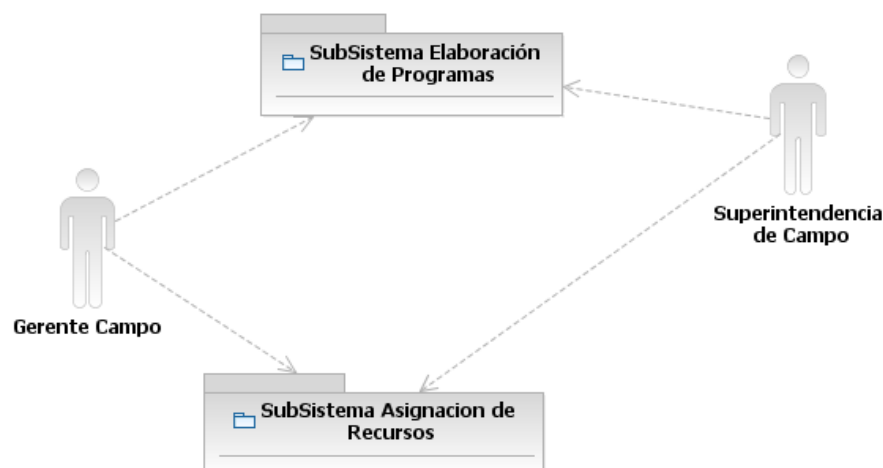 SubSistema Elaboración
de Programas
Superintendencia
de Campo
Gerente Campo
SubSistema Asignacion de
Recursos